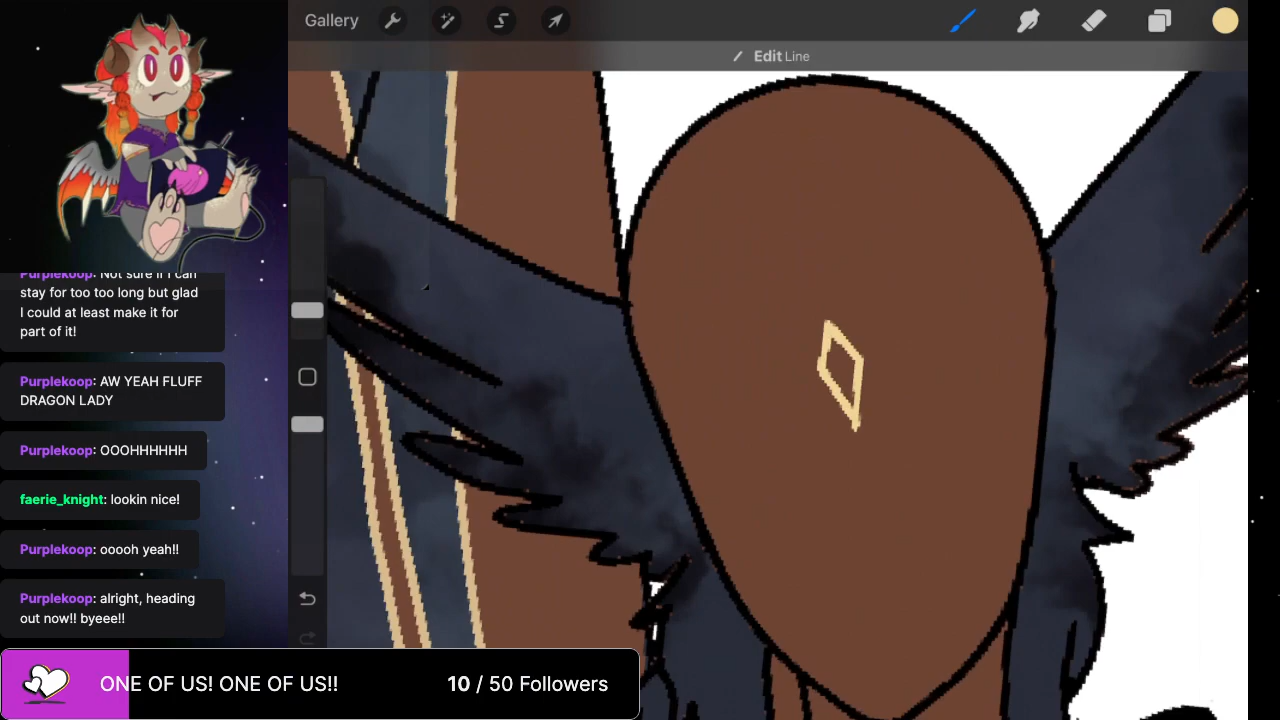 Gallery
Edit Line
Purplekoop: Not sure if I can
stay for too too long but glad
I could at least make it for
part of it!
Purplekoop: AW YEAH FLUFF
DRAGON LADY
Purplekoop: OOOHHHHHH
faerie_knight: lookin nice!
Purplekoop: ooooh yeah!!
Purplekoop: alright, heading
out now!! byeee!!
ONE OF US! ONE OF US!! 10 / 50 Followers